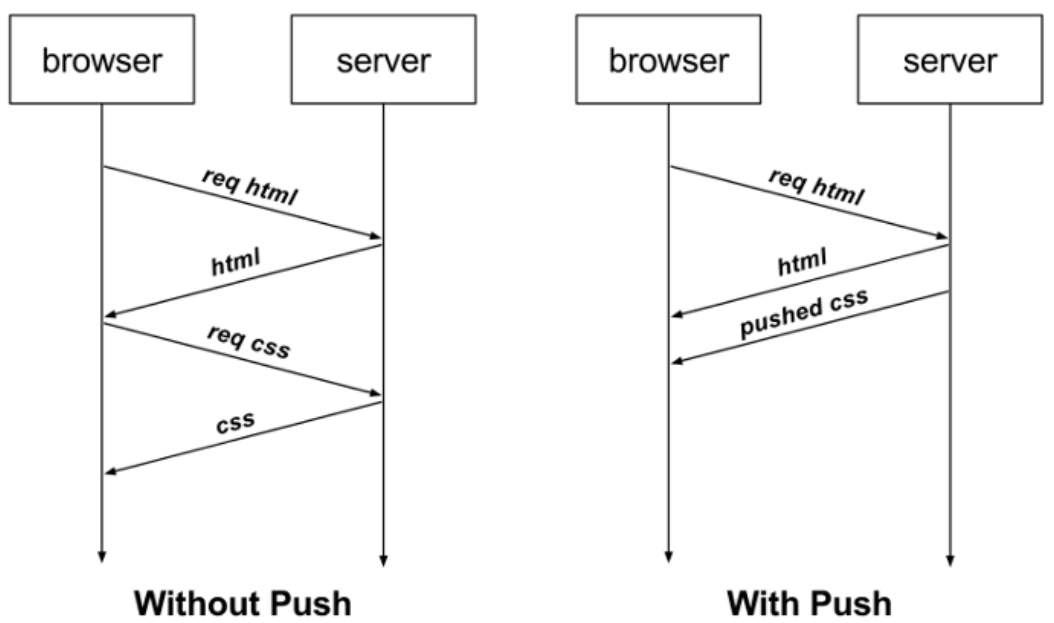 browser
server
req html
html
req css
css
Without Push
browser
server
req html
html
pushed css
With Push